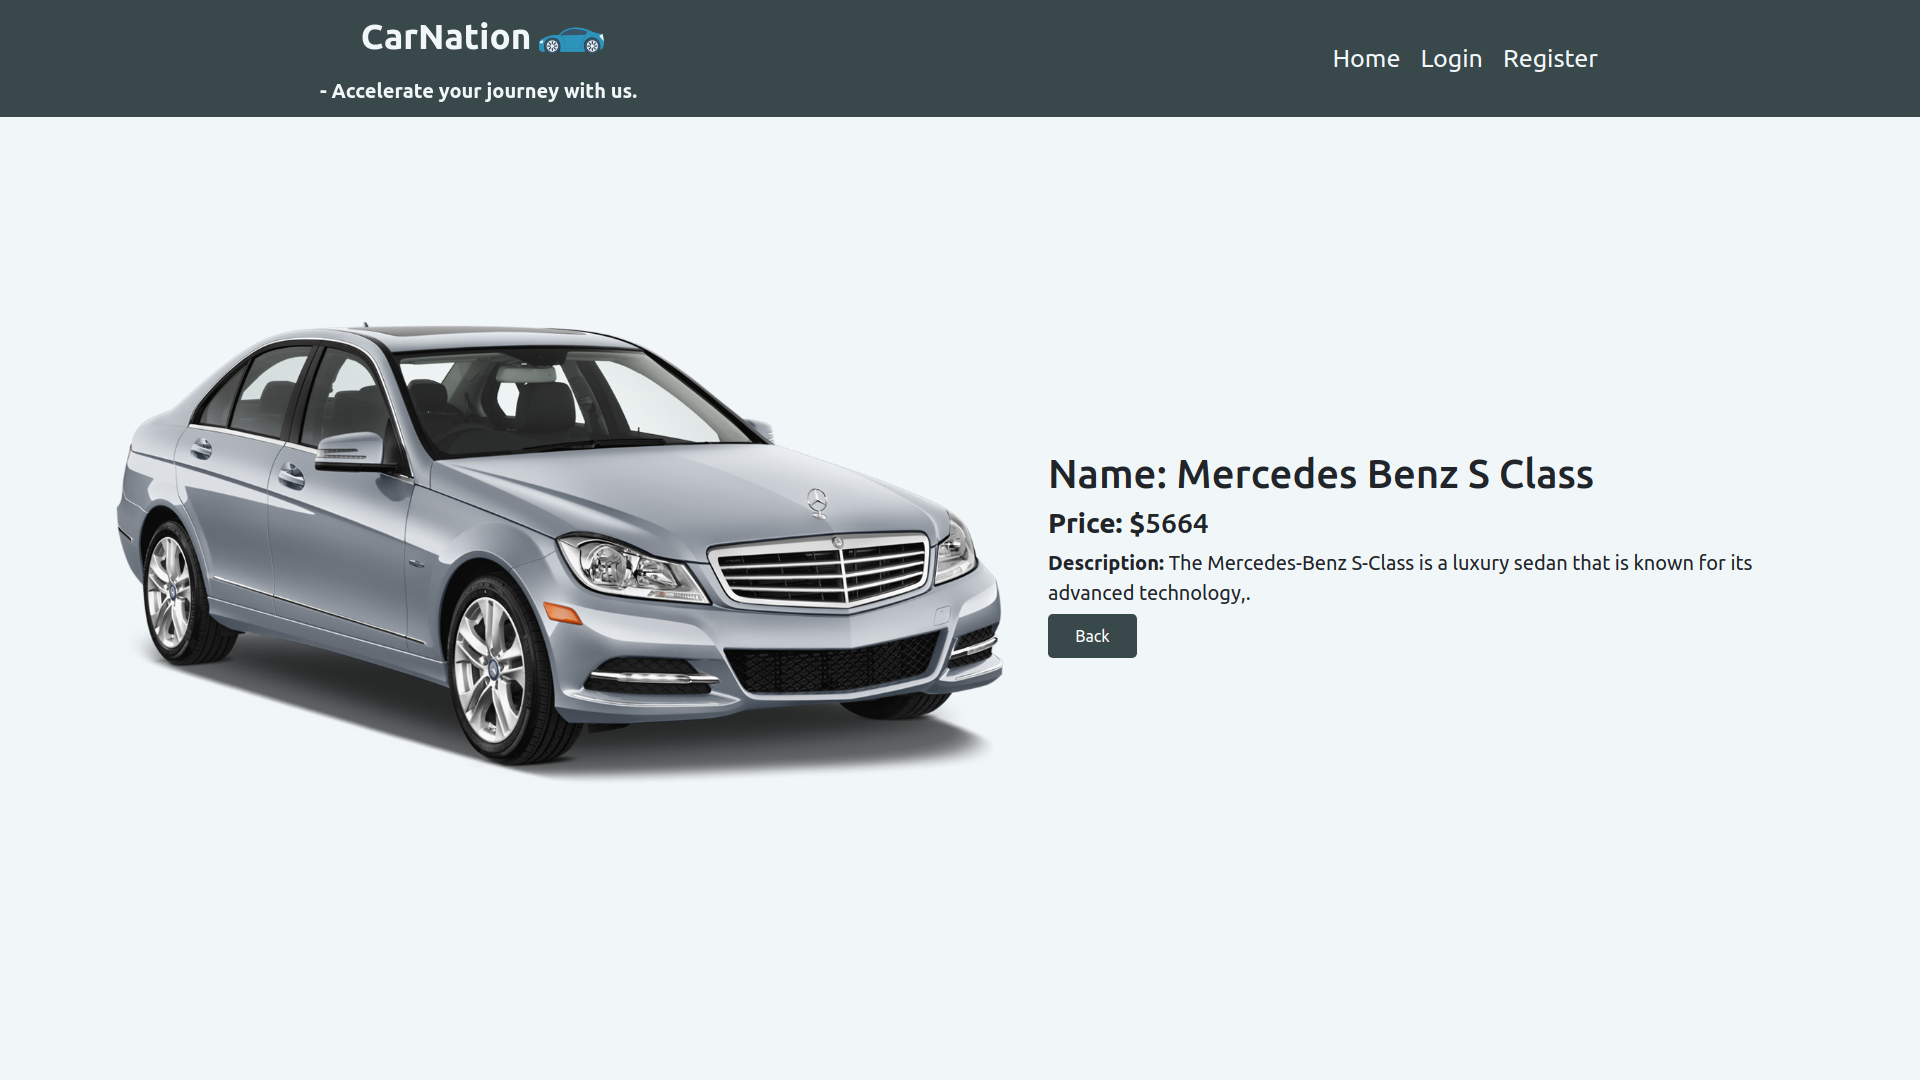 CarNation
- Accelerate your journey with us.
Home Login Register
Name: Mercedes Benz S Class
Price: $5664
Description: The Mercedes-Benz S-Class is a luxury sedan that is known for its
advanced technology,.
Back